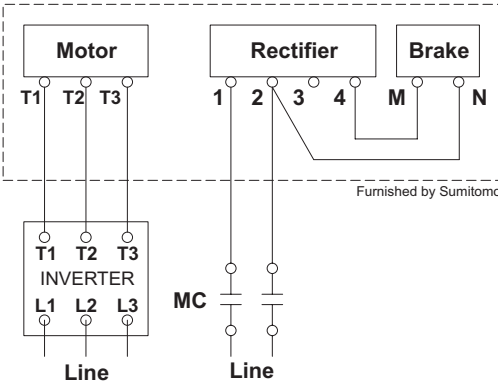 Motor Rectifier Brake
T1 T2 T3 1 2 3 4 M N
Furnished by Sumitomo
T1 T2 T3
INVERTER
L1 L2 L3
MC
Line Line